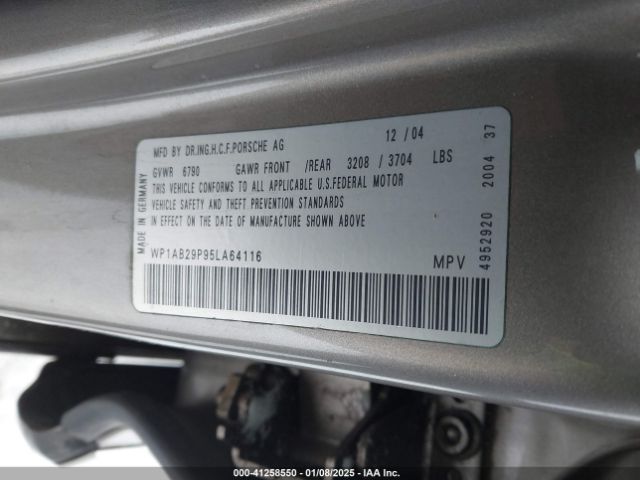 MFD BY DR.ING.H.C.F.PORSCHE AG 12 / 04
GVWR 6790 GAWR FRONT /REAR 3208 / 3704 LBS
THIS VEHICLE CONFORMS TO ALL APPLICABLE U.S.FEDERAL MOTOR
VEHICLE SAFETY AND THEFT PREVENTION STANDARDS
IN EFFECT ON THE DATE OF MANUFACTURE SHOWN ABOVE
WP1AB29P95LA64116 MPV
MADE IN GERMANY
4952920 2004 37
000-41258550 - 01/08/2025 - IAA, Inc.